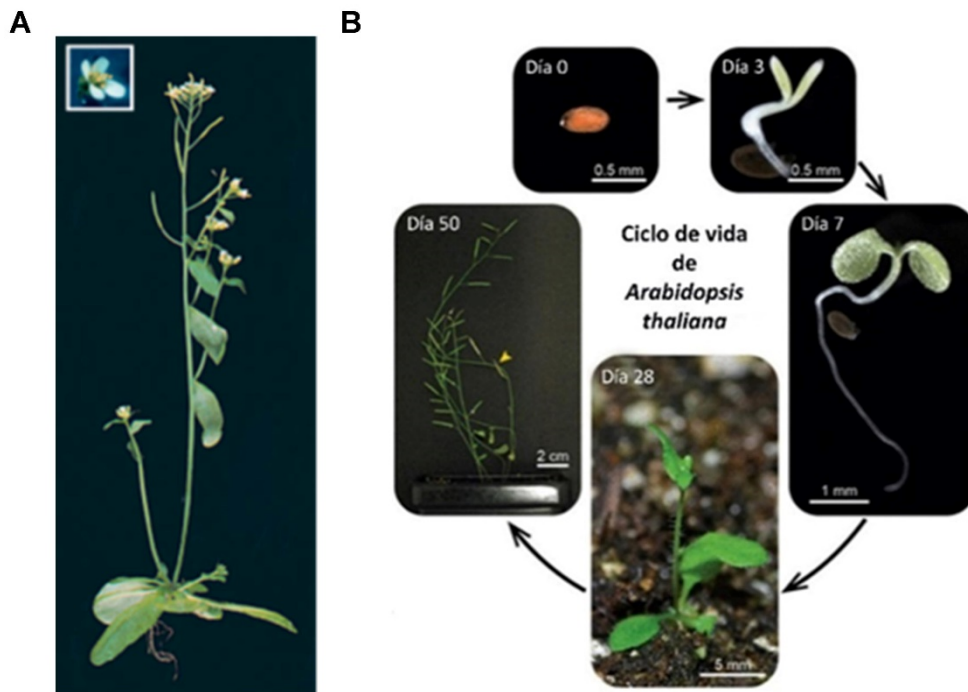 A
B
Día 0
0.5 mm
Día 3
0.5 mm
Día 50
2 cm
Ciclo de vida
de
Arabidopsis
thaliana
Día 7
1 mm
Día 28
5 mm